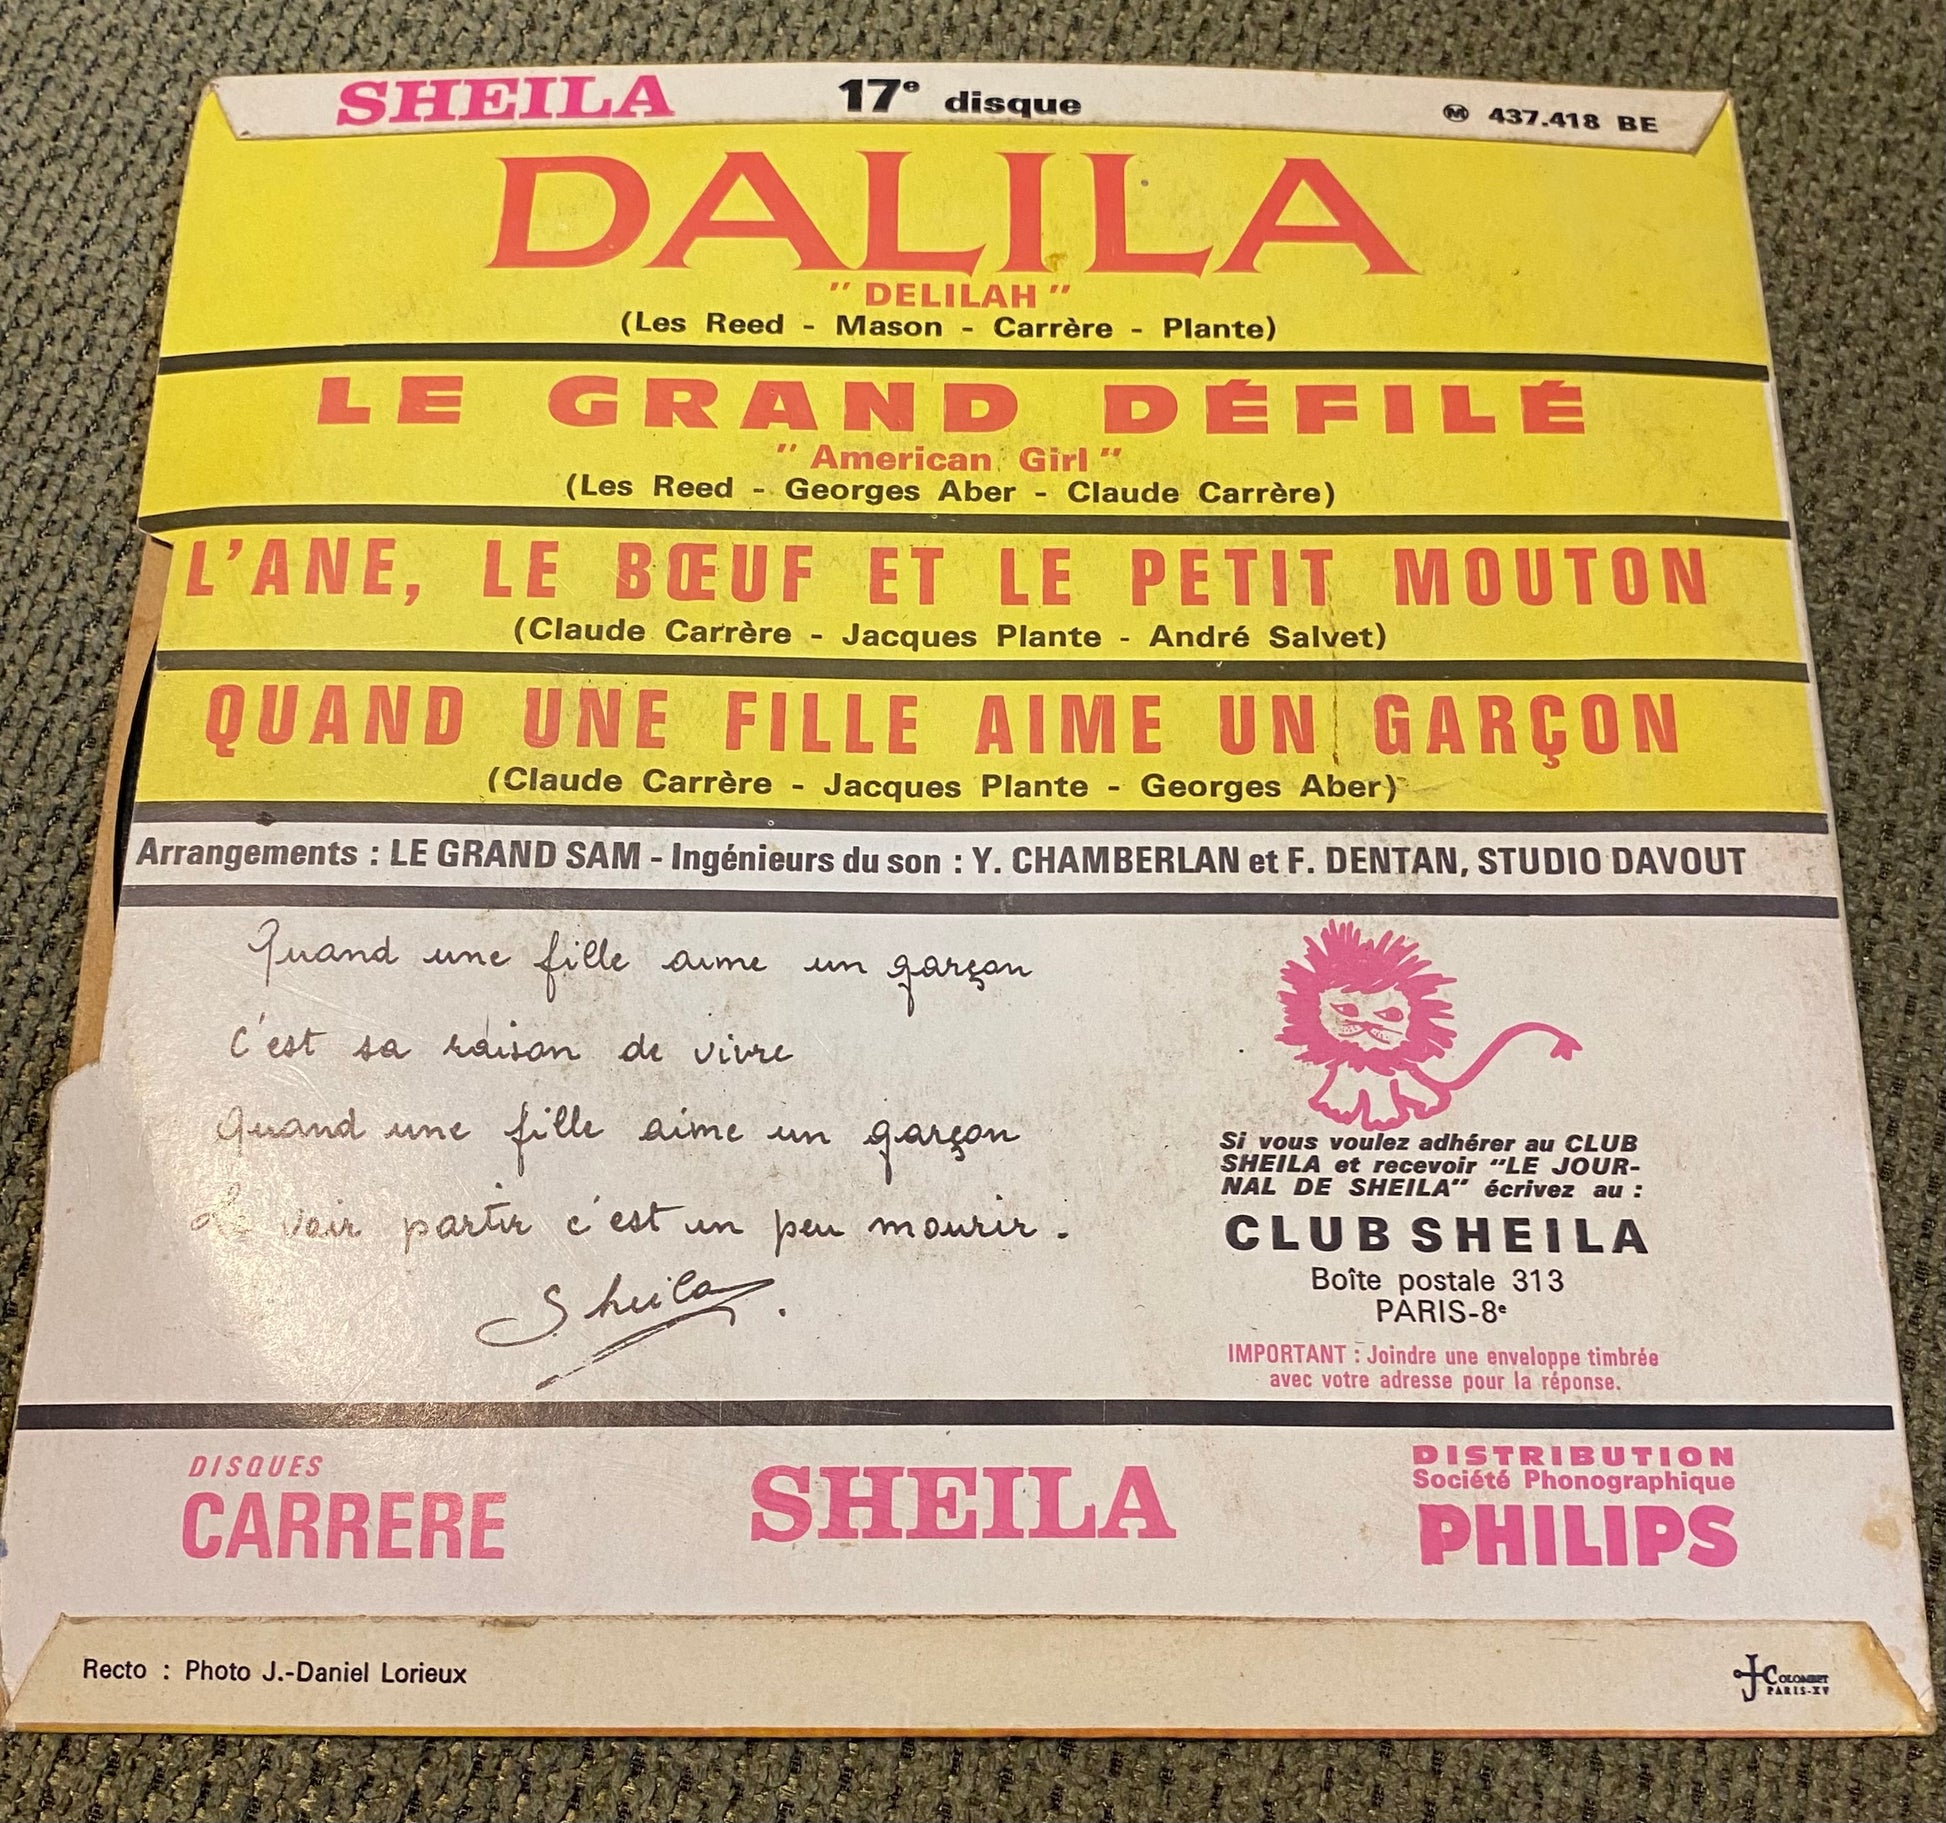 SHEILA 17e disque Ⓜ 437.418 BE
DALILA
" DELILAH "
(Les Reed - Mason - Carrère - Plante)
LE GRAND DÉFILÉ
" American Girl "
(Les Reed - Georges Aber - Claude Carrère)
L'ANE, LE BŒUF ET LE PETIT MOUTON
(Claude Carrère - Jacques Plante - André Salvet)
QUAND UNE FILLE AIME UN GARÇON
(Claude Carrère - Jacques Plante - Georges Aber)
Arrangements : LE GRAND SAM - Ingénieurs du son : Y. CHAMBERLAN et F. DENTAN, STUDIO DAVOUT
Quand une fille aime un garçon
c'est sa raison de vivre
Quand une fille aime un garçon
Le voir partir c'est un peu mourir.
Sheila.
Si vous voulez adhérer au CLUB
SHEILA et recevoir "LE JOUR-
NAL DE SHEILA" écrivez au :
CLUB SHEILA
Boîte postale 313
PARIS-8e
IMPORTANT : Joindre une enveloppe timbrée
avec votre adresse pour la réponse.
DISQUES
CARRERE
SHEILA
DISTRIBUTION
Société Phonographique
PHILIPS
Recto : Photo J.-Daniel Lorieux
J COLOMBET
PARIS-XV